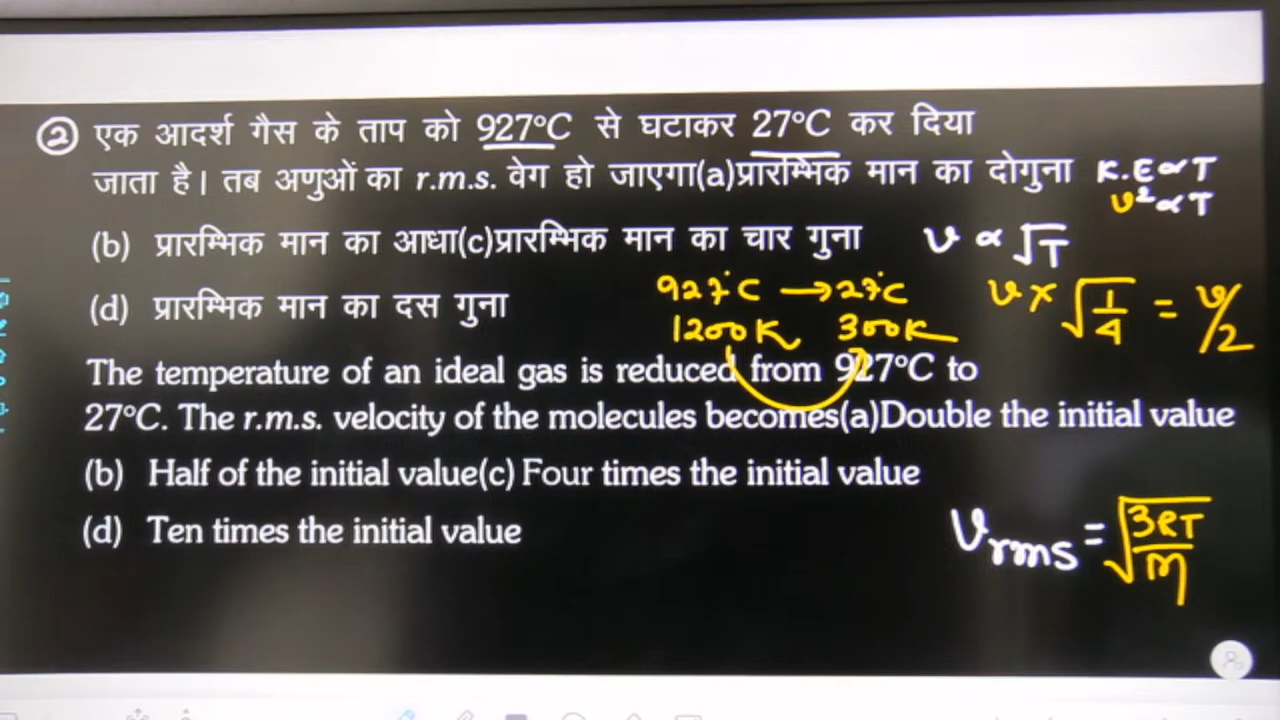 ② एक आदर्श गैस के ताप को 927°C से घटाकर 27°C कर दिया
जाता है। तब अणुओं का r.m.s. वेग हो जाएगा(a)प्रारम्भिक मान का दोगुना
K.E ∝ T
v² ∝ T
(b) प्रारम्भिक मान का आधा(c)प्रारम्भिक मान का चार गुना
v ∝ √T
(d) प्रारम्भिक मान का दस गुना
927°C → 27°C
1200K 300K
v × √(1/4) = v/2
The temperature of an ideal gas is reduced from 927°C to
27°C. The r.m.s. velocity of the molecules becomes(a)Double the initial value
(b) Half of the initial value(c) Four times the initial value
(d) Ten times the initial value
Vrms = √(3RT/M)